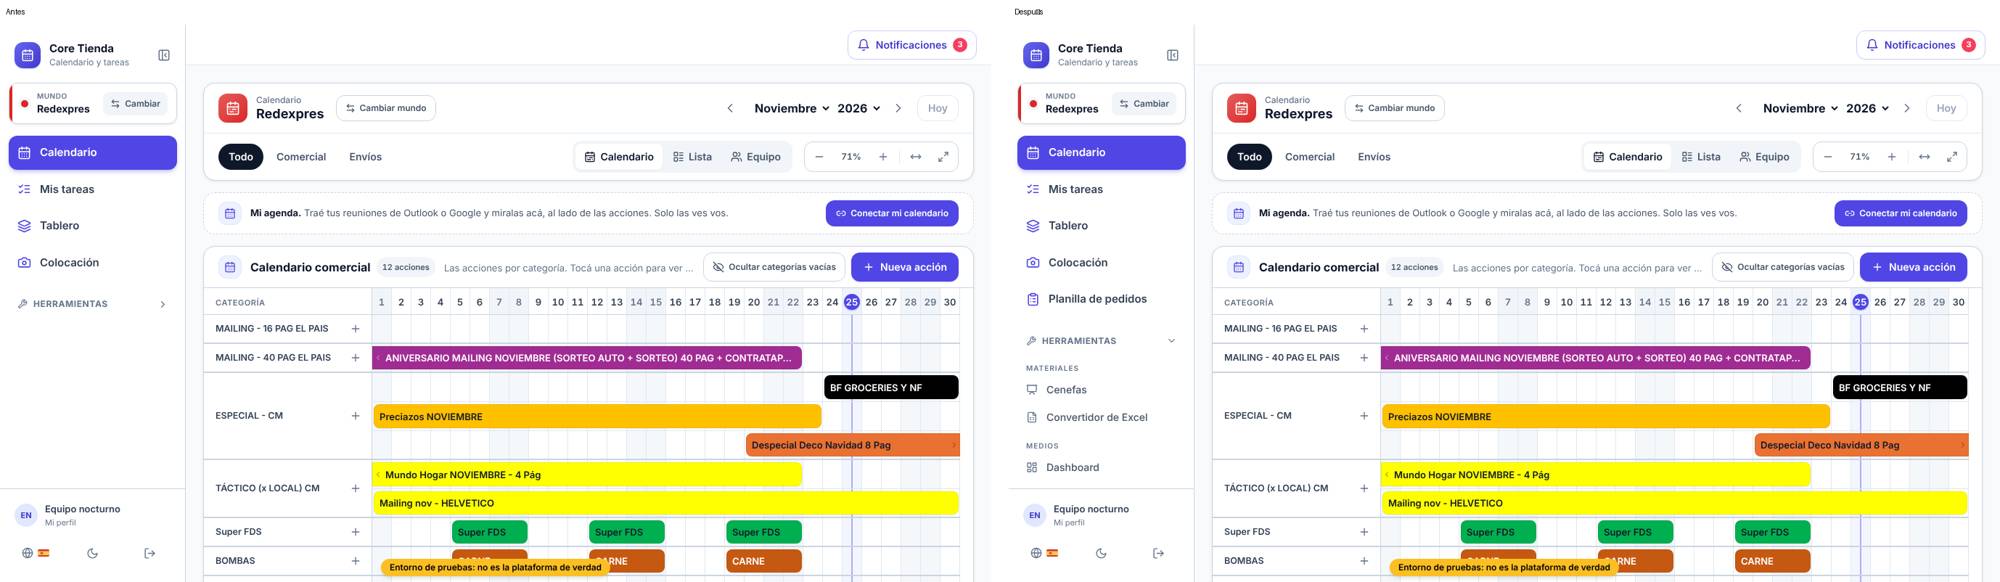 Antes
Core Tienda
Calendario y tareas
MUNDO
Redexpres
Cambiar
Calendario
Mis tareas
Tablero
Colocación
HERRAMIENTAS
EN
Equipo nocturno
Mi perfil
Notificaciones 3
Calendario
Redexpres
Cambiar mundo
Noviembre 2026
Hoy
Todo Comercial Envíos
Calendario Lista Equipo
71%
Mi agenda. Traé tus reuniones de Outlook o Google y miralas acá, al lado de las acciones. Solo las ves vos.
Conectar mi calendario
Calendario comercial 12 acciones Las acciones por categoría. Tocá una acción para ver ...
Ocultar categorías vacías
Nueva acción
CATEGORÍA 1 2 3 4 5 6 7 8 9 10 11 12 13 14 15 16 17 18 19 20 21 22 23 24 25 26 27 28 29 30
MAILING - 16 PAG EL PAIS
MAILING - 40 PAG EL PAIS
ANIVERSARIO MAILING NOVIEMBRE (SORTEO AUTO + SORTEO) 40 PAG + CONTRATAP...
BF GROCERIES Y NF
ESPECIAL - CM
Preciazos NOVIEMBRE
Despecial Deco Navidad 8 Pag
TÁCTICO (x LOCAL) CM
Mundo Hogar NOVIEMBRE - 4 Pág
Mailing nov - HELVETICO
Super FDS
Super FDS Super FDS Super FDS
BOMBAS
CARNE CARNE CARNE
Entorno de pruebas: no es la plataforma de verdad
Después
Core Tienda
Calendario y tareas
MUNDO
Redexpres
Cambiar
Calendario
Mis tareas
Tablero
Colocación
Planilla de pedidos
HERRAMIENTAS
MATERIALES
Cenefas
Convertidor de Excel
MEDIOS
Dashboard
EN
Equipo nocturno
Mi perfil
Notificaciones 3
Calendario
Redexpres
Cambiar mundo
Noviembre 2026
Hoy
Todo Comercial Envíos
Calendario Lista Equipo
71%
Mi agenda. Traé tus reuniones de Outlook o Google y miralas acá, al lado de las acciones. Solo las ves vos.
Conectar mi calendario
Calendario comercial 12 acciones Las acciones por categoría. Tocá una acción para ver ...
Ocultar categorías vacías
Nueva acción
CATEGORÍA 1 2 3 4 5 6 7 8 9 10 11 12 13 14 15 16 17 18 19 20 21 22 23 24 25 26 27 28 29 30
MAILING - 16 PAG EL PAIS
MAILING - 40 PAG EL PAIS
ANIVERSARIO MAILING NOVIEMBRE (SORTEO AUTO + SORTEO) 40 PAG + CONTRATAP...
BF GROCERIES Y NF
ESPECIAL - CM
Preciazos NOVIEMBRE
Despecial Deco Navidad 8 Pag
TÁCTICO (x LOCAL) CM
Mundo Hogar NOVIEMBRE - 4 Pág
Mailing nov - HELVETICO
Super FDS
Super FDS Super FDS Super FDS
BOMBAS
CARNE CARNE CARNE
Entorno de pruebas: no es la plataforma de verdad